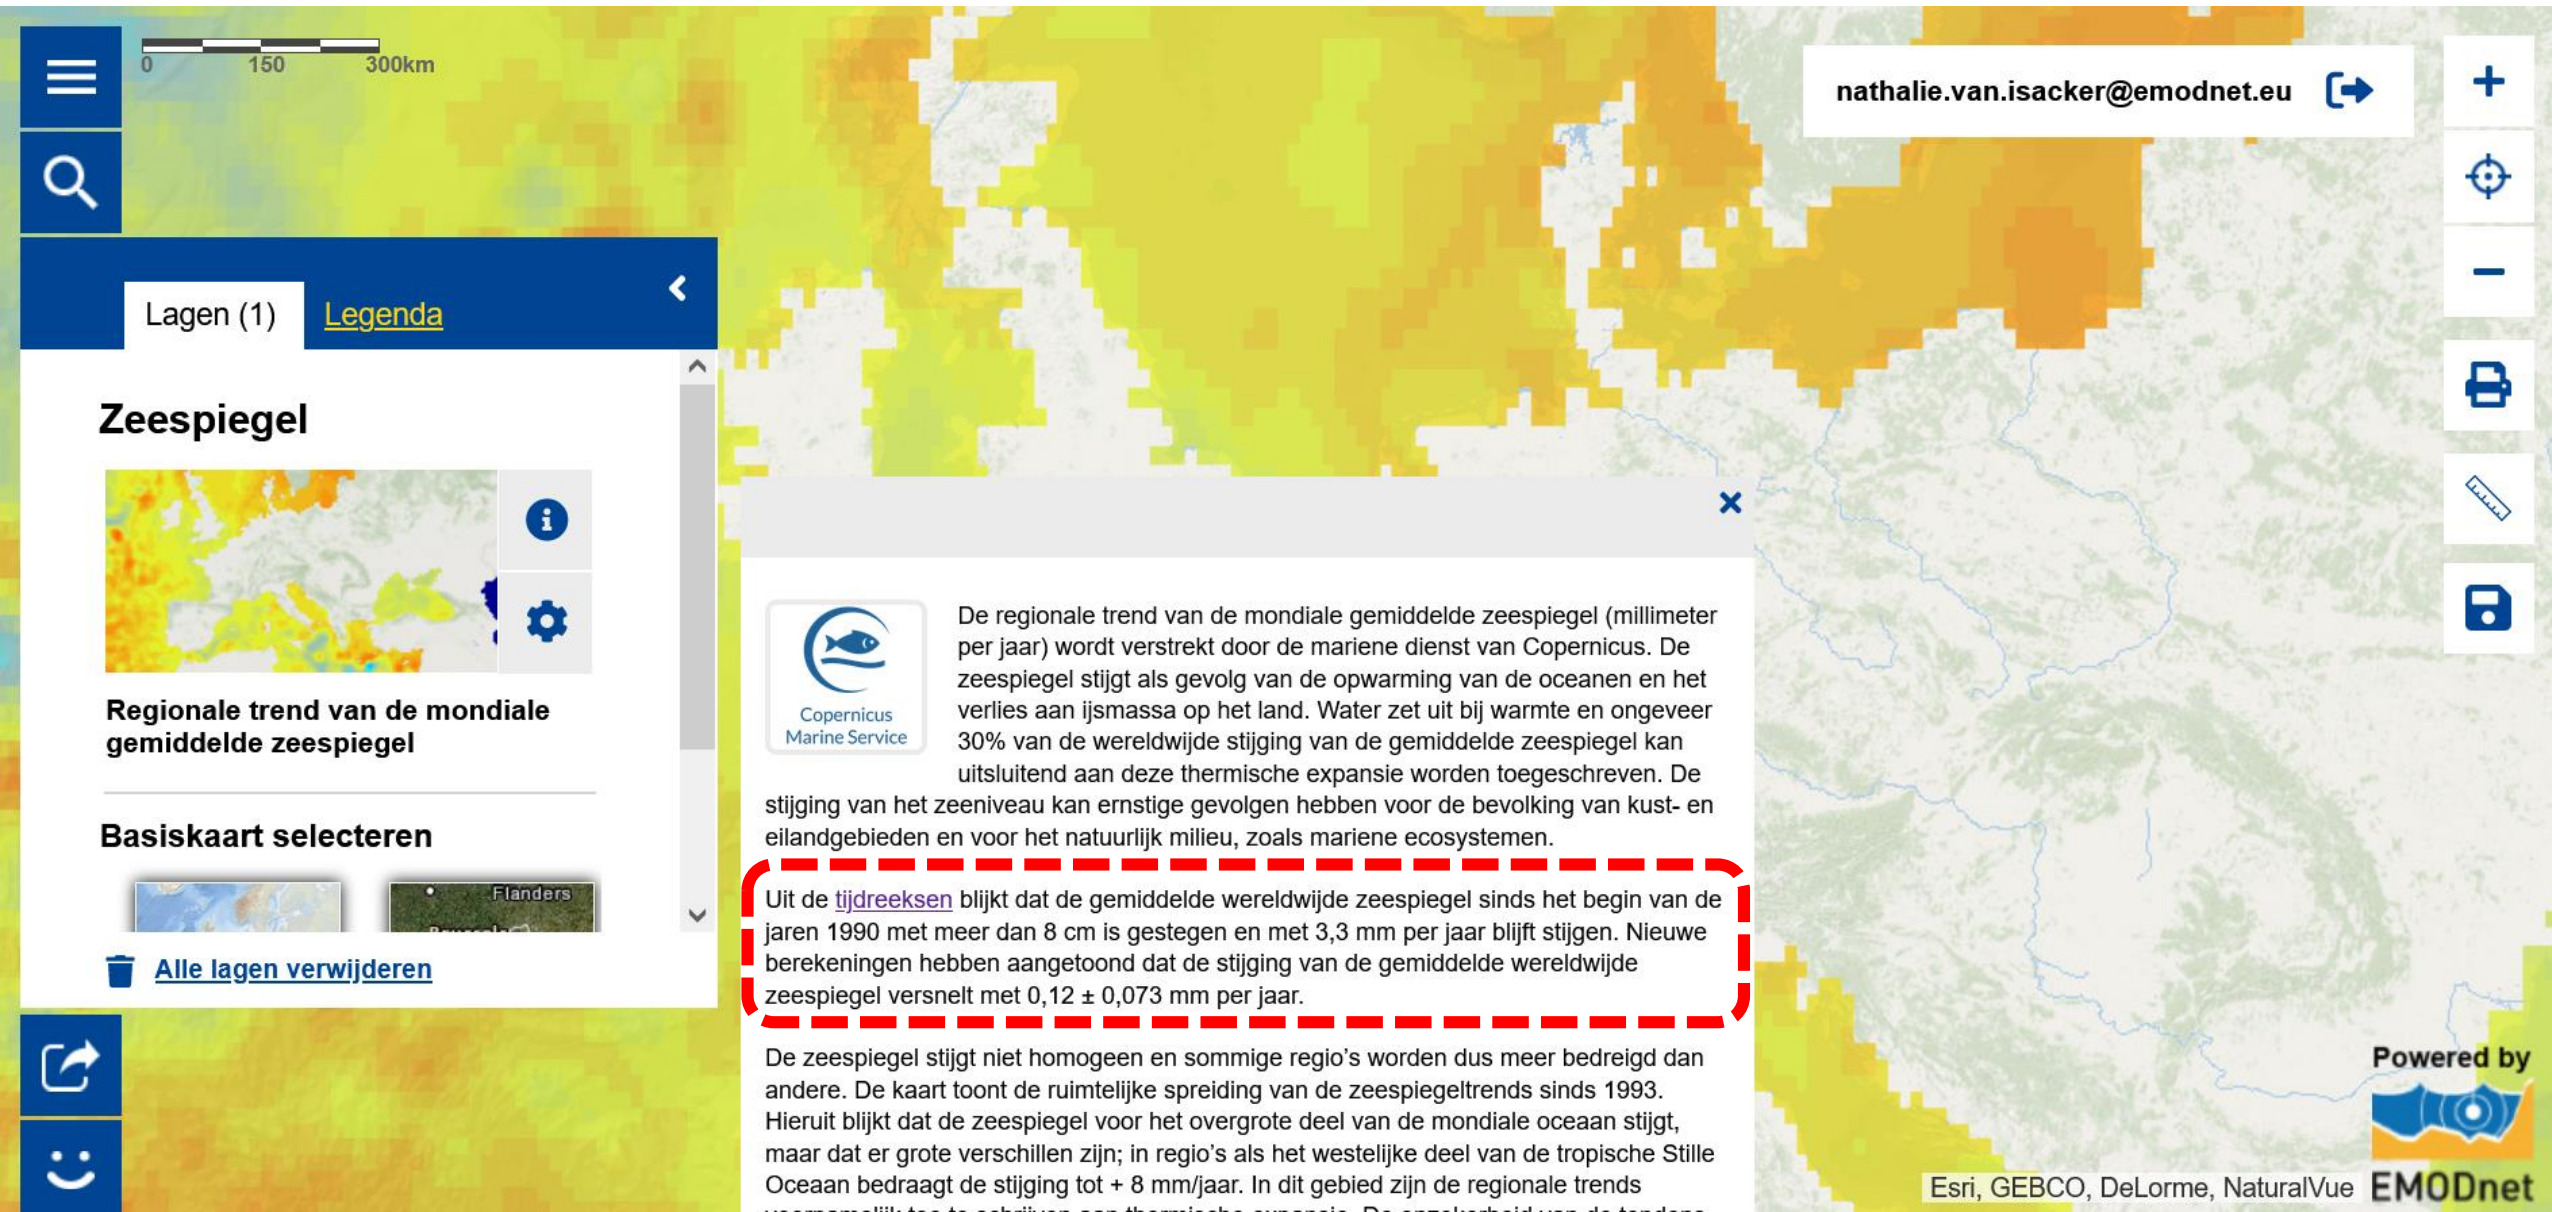 0 150 300km
nathalie.van.isacker@emodnet.eu
Lagen (1) Legenda
Zeespiegel
Regionale trend van de mondiale
gemiddelde zeespiegel
Basiskaart selecteren
Flanders
Alle lagen verwijderen
Copernicus
Marine Service
De regionale trend van de mondiale gemiddelde zeespiegel (millimeter
per jaar) wordt verstrekt door de mariene dienst van Copernicus. De
zeespiegel stijgt als gevolg van de opwarming van de oceanen en het
verlies aan ijsmassa op het land. Water zet uit bij warmte en ongeveer
30% van de wereldwijde stijging van de gemiddelde zeespiegel kan
uitsluitend aan deze thermische expansie worden toegeschreven. De
stijging van het zeeniveau kan ernstige gevolgen hebben voor de bevolking van kust- en
eilandgebieden en voor het natuurlijk milieu, zoals mariene ecosystemen.
Uit de tijdreeksen blijkt dat de gemiddelde wereldwijde zeespiegel sinds het begin van de
jaren 1990 met meer dan 8 cm is gestegen en met 3,3 mm per jaar blijft stijgen. Nieuwe
berekeningen hebben aangetoond dat de stijging van de gemiddelde wereldwijde
zeespiegel versnelt met 0,12 ± 0,073 mm per jaar.
De zeespiegel stijgt niet homogeen en sommige regio's worden dus meer bedreigd dan
andere. De kaart toont de ruimtelijke spreiding van de zeespiegeltrends sinds 1993.
Hieruit blijkt dat de zeespiegel voor het overgrote deel van de mondiale oceaan stijgt,
maar dat er grote verschillen zijn; in regio's als het westelijke deel van de tropische Stille
Oceaan bedraagt de stijging tot + 8 mm/jaar. In dit gebied zijn de regionale trends
Powered by
EMODnet
Esri, GEBCO, DeLorme, NaturalVue